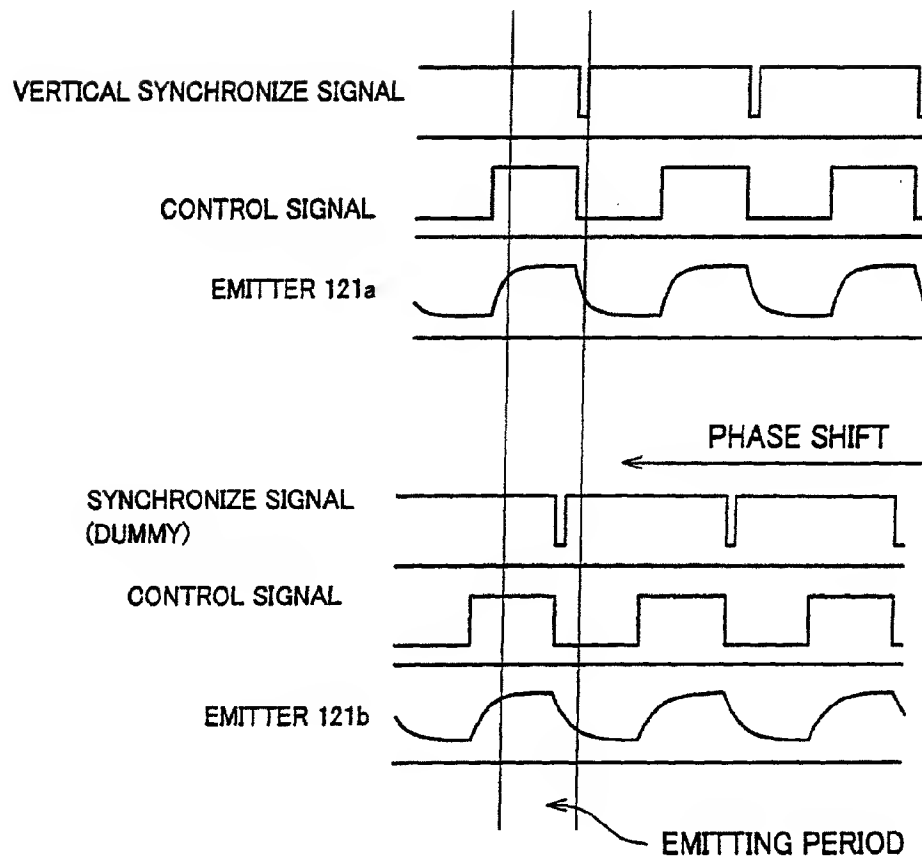 VERTICAL SYNCHRONIZE SIGNAL
CONTROL SIGNAL
EMITTER 121a
PHASE SHIFT
SYNCHRONIZE SIGNAL
(DUMMY)
CONTROL SIGNAL
EMITTER 121b
EMITTING PERIOD